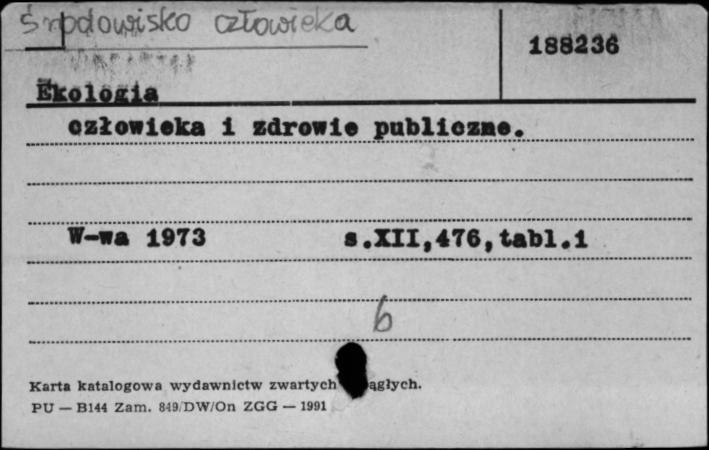 Środowisko człowieka
188236
Ekologia
człowieka i zdrowie publiczne.
W-wa 1973 s.XII,476,tabl.1
b
Karta katalogowa wydawnictw zwartych ągłych.
PU — B144 Zam. 849/DW/On ZGG — 1991